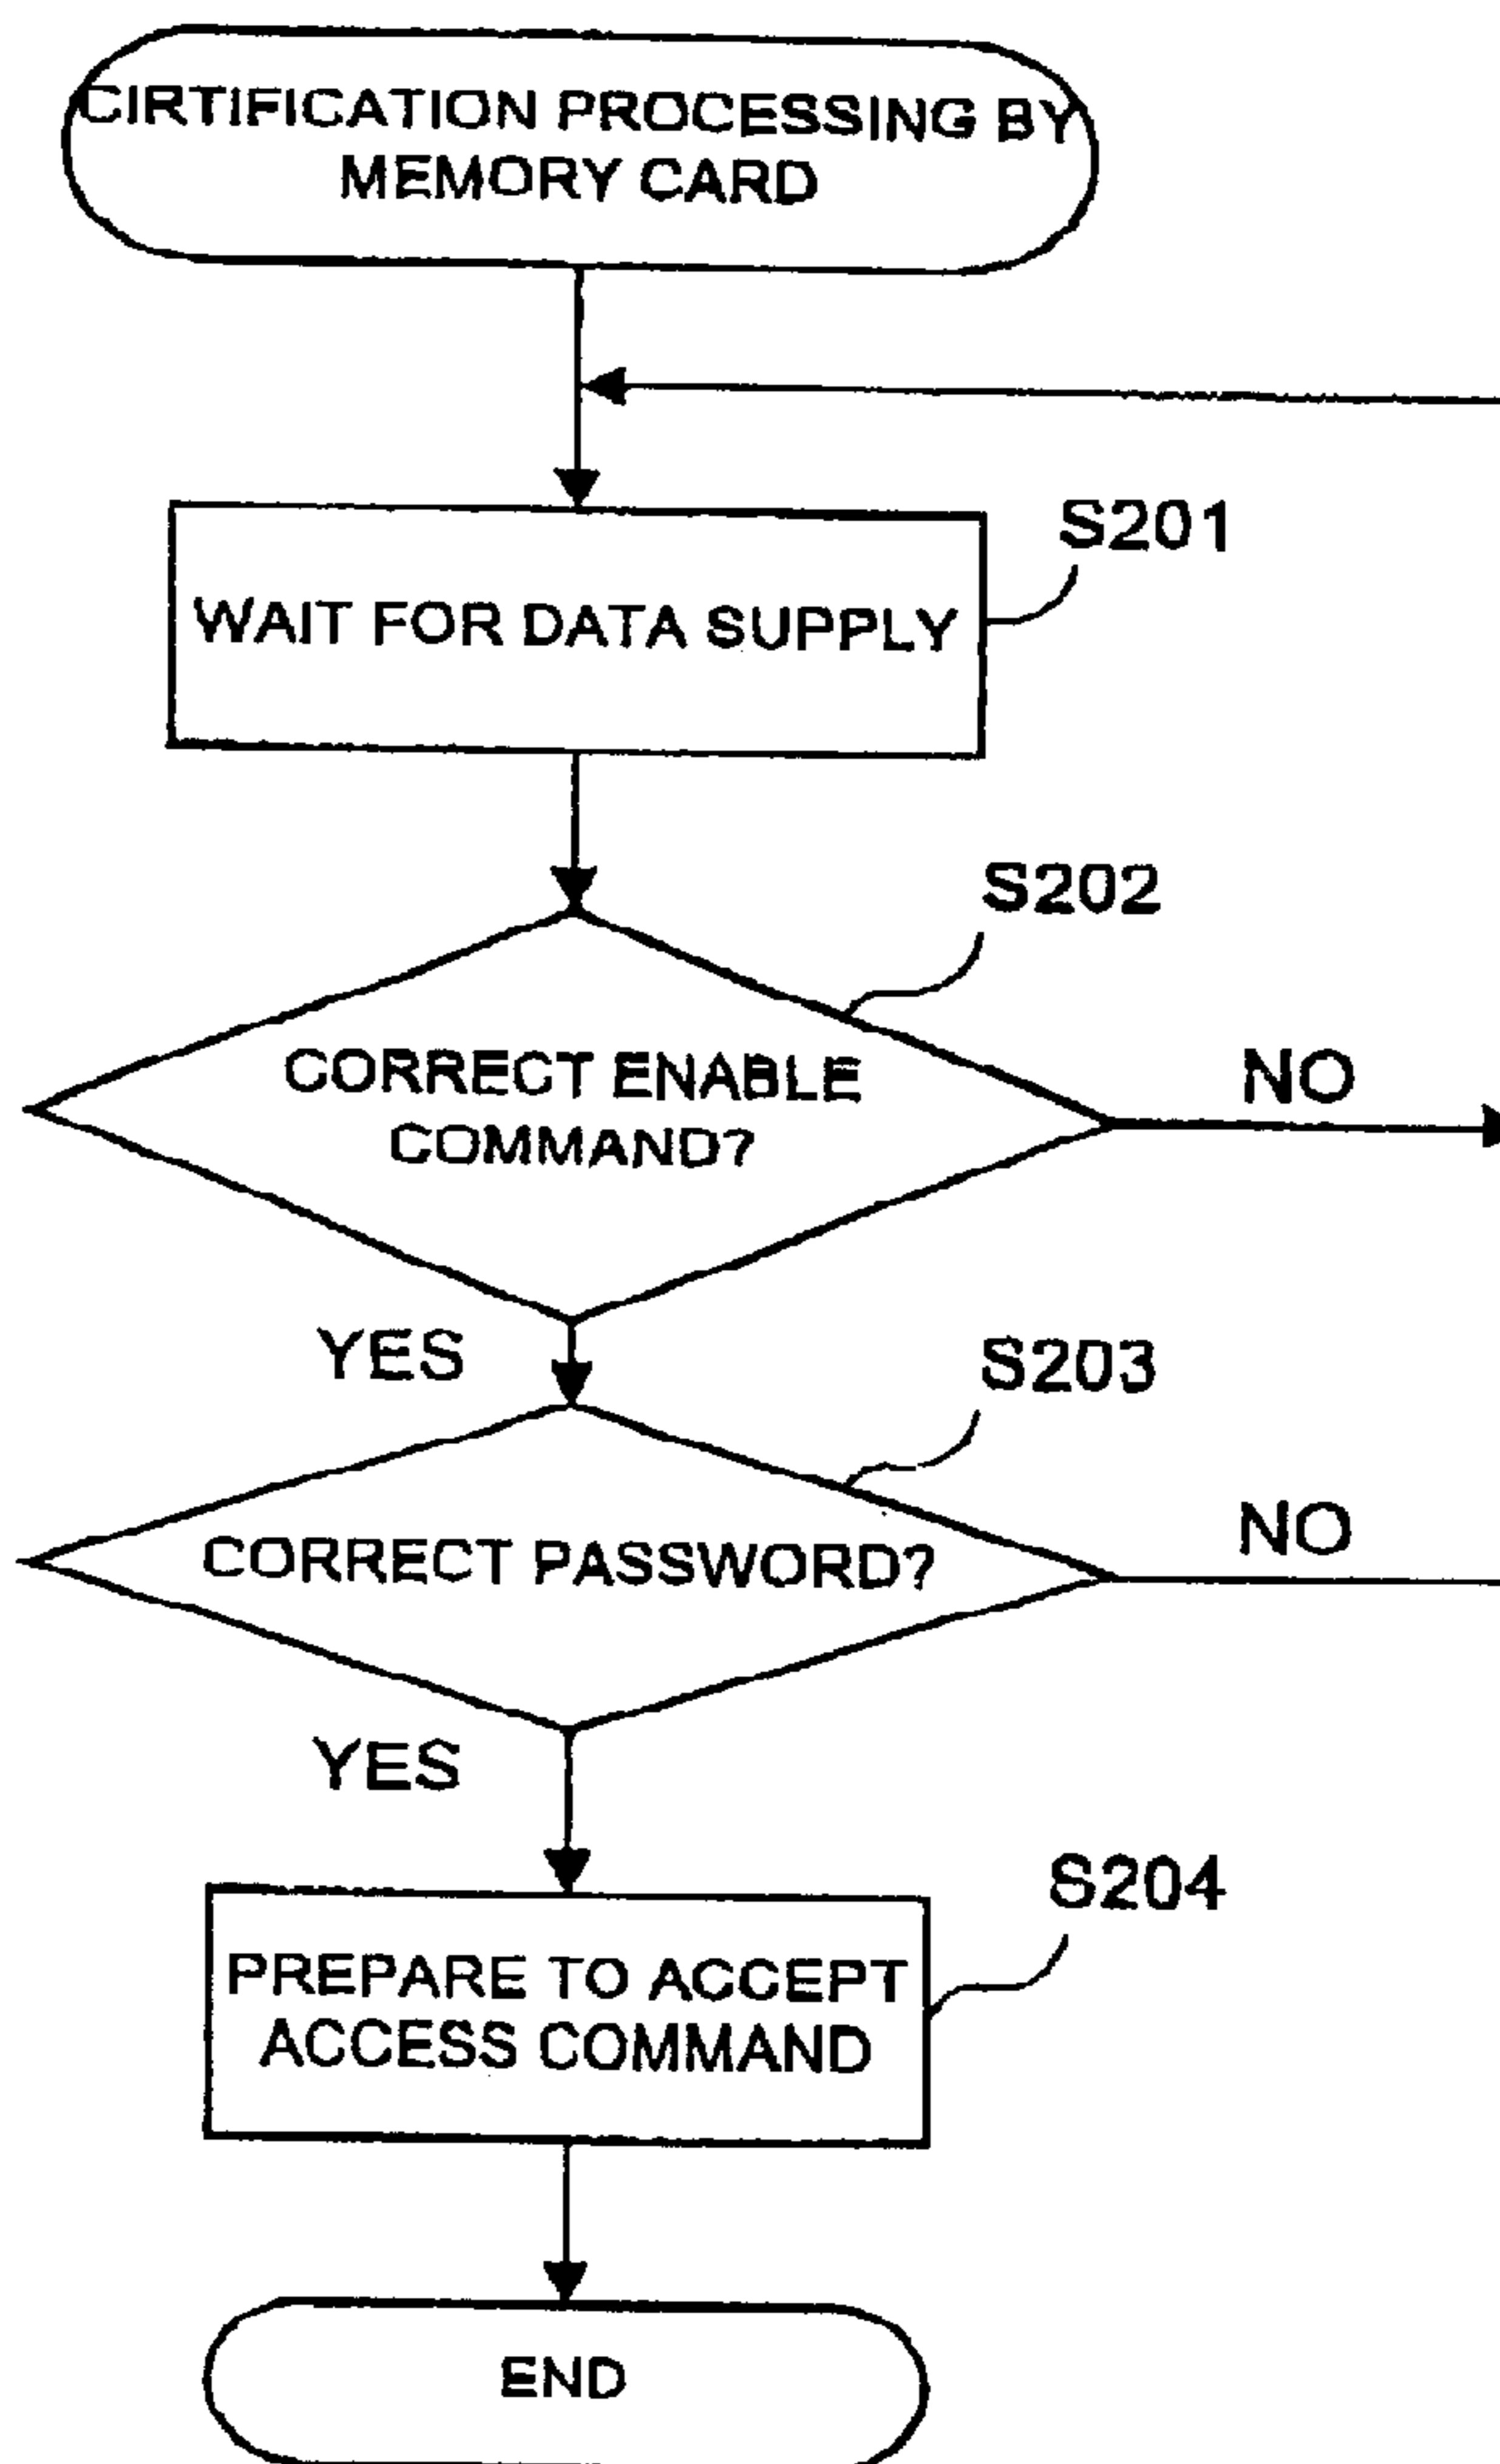 CIRTIFICATION PROCESSING BY
MEMORY CARD
S201
WAIT FOR DATA SUPPLY
S202
CORRECT ENABLE
COMMAND?
NO
YES
S203
CORRECT PASSWORD?
NO
YES
S204
PREPARE TO ACCEPT
ACCESS COMMAND
END